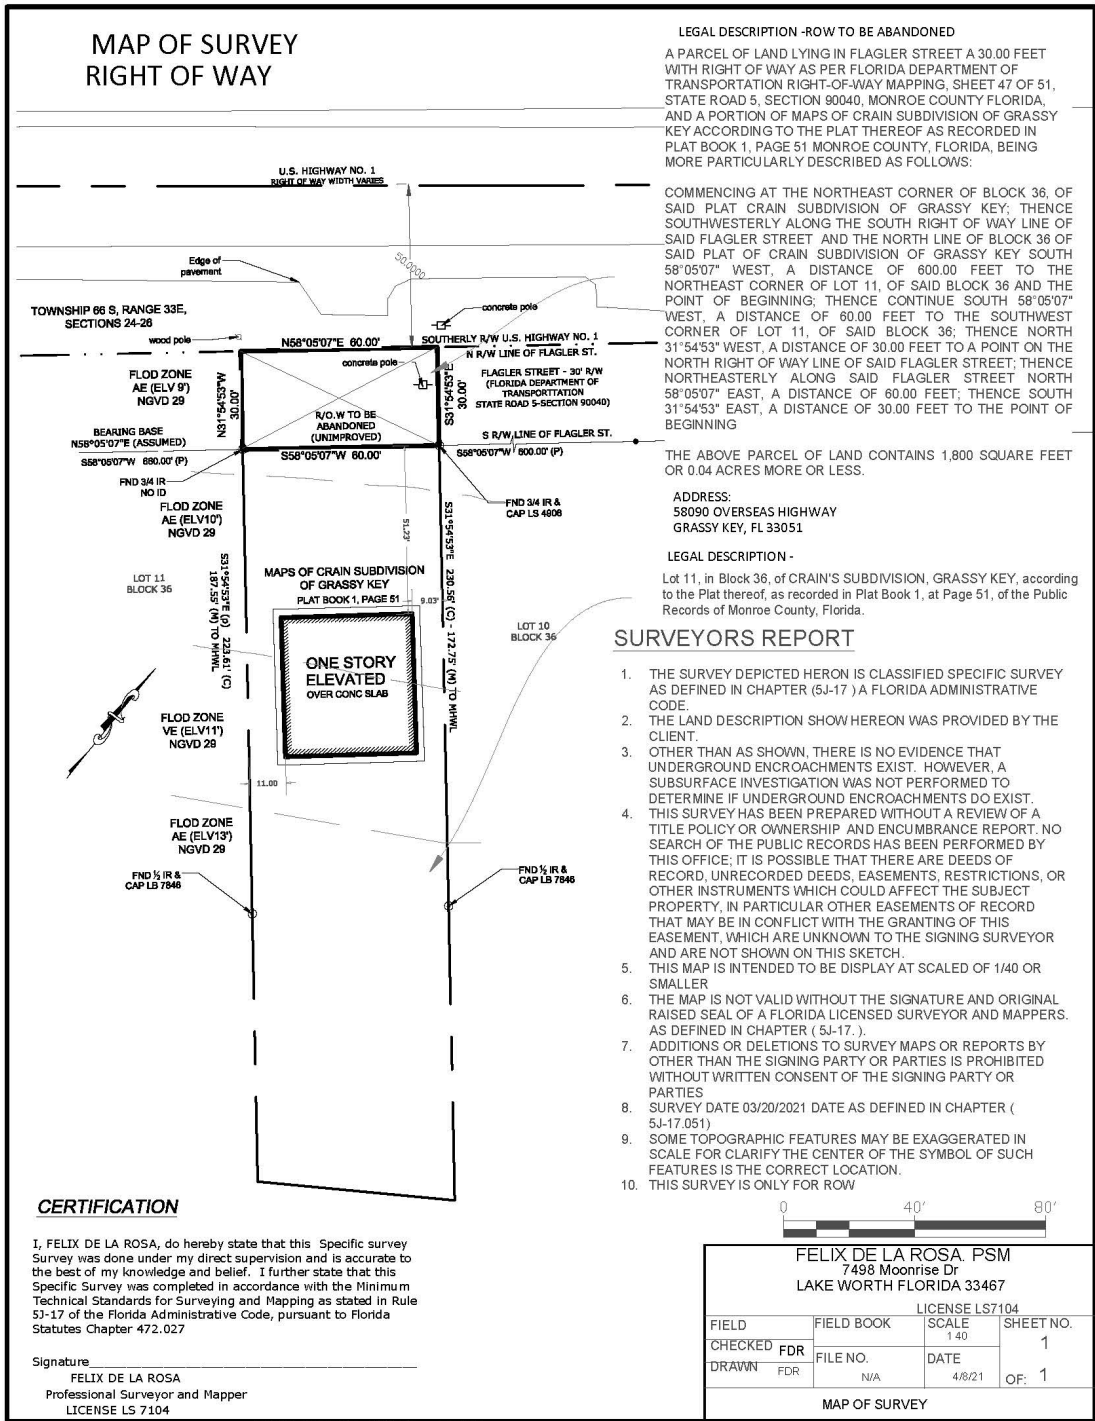 MAP OF SURVEY
RIGHT OF WAY
U.S. HIGHWAY NO. 1
RIGHT OF WAY WIDTH VARIES
Edge of
pavement
50.0000
TOWNSHIP 66 S, RANGE 33E,
SECTIONS 24-26
wood pole
concrete pole
N58°05'07"E 60.00'
SOUTHERLY R/W U.S. HIGHWAY NO. 1
N R/W LINE OF FLAGLER ST.
concrete pole
FLOD ZONE
AE (ELV 9')
NGVD 29
N31°54'53"W
30.00'
S31°54'53"E
30.00'
FLAGLER STREET - 30' R/W
(FLORIDA DEPARTMENT OF
TRANSPORTTATION
STATE ROAD 5-SECTION 90040)
R/O.W TO BE
ABANDONED
(UNIMPROVED)
BEARING BASE
N58°05'07"E (ASSUMED)
S58°05'07"W 660.00' (P)
S58°05'07"W 60.00'
S R/W LINE OF FLAGLER ST.
S58°05'07"W 600.00' (P)
FND 3/4 IR
NO ID
FND 3/4 IR &
CAP LS 4908
FLOD ZONE
AE (ELV10')
NGVD 29
51.23'
S31°54'53"E (p) 223.61' (C)
187.55' (M) TO MHWL
S31°54'53"E 230.56' (C) - 172.75' (M) TO MHWL
LOT 11
BLOCK 36
MAPS OF CRAIN SUBDIVISION
OF GRASSY KEY
PLAT BOOK 1, PAGE 51
9.03'
LOT 10
BLOCK 36
ONE STORY
ELEVATED
OVER CONC SLAB
FLOD ZONE
VE (ELV11')
NGVD 29
11.00
FLOD ZONE
AE (ELV13')
NGVD 29
FND ½ IR &
CAP LB 7846
FND ½ IR &
CAP LB 7846
LEGAL DESCRIPTION -ROW TO BE ABANDONED
A PARCEL OF LAND LYING IN FLAGLER STREET A 30.00 FEET
WITH RIGHT OF WAY AS PER FLORIDA DEPARTMENT OF
TRANSPORTATION RIGHT-OF-WAY MAPPING, SHEET 47 OF 51,
STATE ROAD 5, SECTION 90040, MONROE COUNTY FLORIDA,
AND A PORTION OF MAPS OF CRAIN SUBDIVISION OF GRASSY
KEY ACCORDING TO THE PLAT THEREOF AS RECORDED IN
PLAT BOOK 1, PAGE 51 MONROE COUNTY, FLORIDA, BEING
MORE PARTICULARLY DESCRIBED AS FOLLOWS:
COMMENCING AT THE NORTHEAST CORNER OF BLOCK 36, OF
SAID PLAT CRAIN SUBDIVISION OF GRASSY KEY; THENCE
SOUTHWESTERLY ALONG THE SOUTH RIGHT OF WAY LINE OF
SAID FLAGLER STREET AND THE NORTH LINE OF BLOCK 36 OF
SAID PLAT OF CRAIN SUBDIVISION OF GRASSY KEY SOUTH
58°05'07" WEST, A DISTANCE OF 600.00 FEET TO THE
NORTHEAST CORNER OF LOT 11, OF SAID BLOCK 36 AND THE
POINT OF BEGINNING; THENCE CONTINUE SOUTH 58°05'07"
WEST, A DISTANCE OF 60.00 FEET TO THE SOUTHWEST
CORNER OF LOT 11, OF SAID BLOCK 36; THENCE NORTH
31°54'53" WEST, A DISTANCE OF 30.00 FEET TO A POINT ON THE
NORTH RIGHT OF WAY LINE OF SAID FLAGLER STREET; THENCE
NORTHEASTERLY ALONG SAID FLAGLER STREET NORTH
58°05'07" EAST, A DISTANCE OF 60.00 FEET; THENCE SOUTH
31°54'53" EAST, A DISTANCE OF 30.00 FEET TO THE POINT OF
BEGINNING
THE ABOVE PARCEL OF LAND CONTAINS 1,800 SQUARE FEET
OR 0.04 ACRES MORE OR LESS.
ADDRESS:
58090 OVERSEAS HIGHWAY
GRASSY KEY, FL 33051
LEGAL DESCRIPTION -
Lot 11, in Block 36, of CRAIN'S SUBDIVISION, GRASSY KEY, according
to the Plat thereof, as recorded in Plat Book 1, at Page 51, of the Public
Records of Monroe County, Florida.
SURVEYORS REPORT
1. THE SURVEY DEPICTED HERON IS CLASSIFIED SPECIFIC SURVEY
AS DEFINED IN CHAPTER (5J-17 ) A FLORIDA ADMINISTRATIVE
CODE.
2. THE LAND DESCRIPTION SHOW HEREON WAS PROVIDED BY THE
CLIENT.
3. OTHER THAN AS SHOWN, THERE IS NO EVIDENCE THAT
UNDERGROUND ENCROACHMENTS EXIST. HOWEVER, A
SUBSURFACE INVESTIGATION WAS NOT PERFORMED TO
DETERMINE IF UNDERGROUND ENCROACHMENTS DO EXIST.
4. THIS SURVEY HAS BEEN PREPARED WITHOUT A REVIEW OF A
TITLE POLICY OR OWNERSHIP AND ENCUMBRANCE REPORT. NO
SEARCH OF THE PUBLIC RECORDS HAS BEEN PERFORMED BY
THIS OFFICE; IT IS POSSIBLE THAT THERE ARE DEEDS OF
RECORD, UNRECORDED DEEDS, EASEMENTS, RESTRICTIONS, OR
OTHER INSTRUMENTS WHICH COULD AFFECT THE SUBJECT
PROPERTY, IN PARTICULAR OTHER EASEMENTS OF RECORD
THAT MAY BE IN CONFLICT WITH THE GRANTING OF THIS
EASEMENT, WHICH ARE UNKNOWN TO THE SIGNING SURVEYOR
AND ARE NOT SHOWN ON THIS SKETCH.
5. THIS MAP IS INTENDED TO BE DISPLAY AT SCALED OF 1/40 OR
SMALLER
6. THE MAP IS NOT VALID WITHOUT THE SIGNATURE AND ORIGINAL
RAISED SEAL OF A FLORIDA LICENSED SURVEYOR AND MAPPERS.
AS DEFINED IN CHAPTER ( 5J-17. ).
7. ADDITIONS OR DELETIONS TO SURVEY MAPS OR REPORTS BY
OTHER THAN THE SIGNING PARTY OR PARTIES IS PROHIBITED
WITHOUT WRITTEN CONSENT OF THE SIGNING PARTY OR
PARTIES
8. SURVEY DATE 03/20/2021 DATE AS DEFINED IN CHAPTER (
5J-17.051)
9. SOME TOPOGRAPHIC FEATURES MAY BE EXAGGERATED IN
SCALE FOR CLARIFY THE CENTER OF THE SYMBOL OF SUCH
FEATURES IS THE CORRECT LOCATION.
10. THIS SURVEY IS ONLY FOR ROW
CERTIFICATION
I, FELIX DE LA ROSA, do hereby state that this Specific survey
Survey was done under my direct supervision and is accurate to
the best of my knowledge and belief. I further state that this
Specific Survey was completed in accordance with the Minimum
Technical Standards for Surveying and Mapping as stated in Rule
5J-17 of the Florida Administrative Code, pursuant to Florida
Statutes Chapter 472.027
Signature
FELIX DE LA ROSA
Professional Surveyor and Mapper
LICENSE LS 7104
0 40' 80'
FELIX DE LA ROSA. PSM
7498 Moonrise Dr
LAKE WORTH FLORIDA 33467
LICENSE LS7104
FIELD
FIELD BOOK
SCALE
1 40
SHEET NO.
1
CHECKED FDR
DRAWN FDR
FILE NO.
N/A
DATE
4/8/21
OF: 1
MAP OF SURVEY